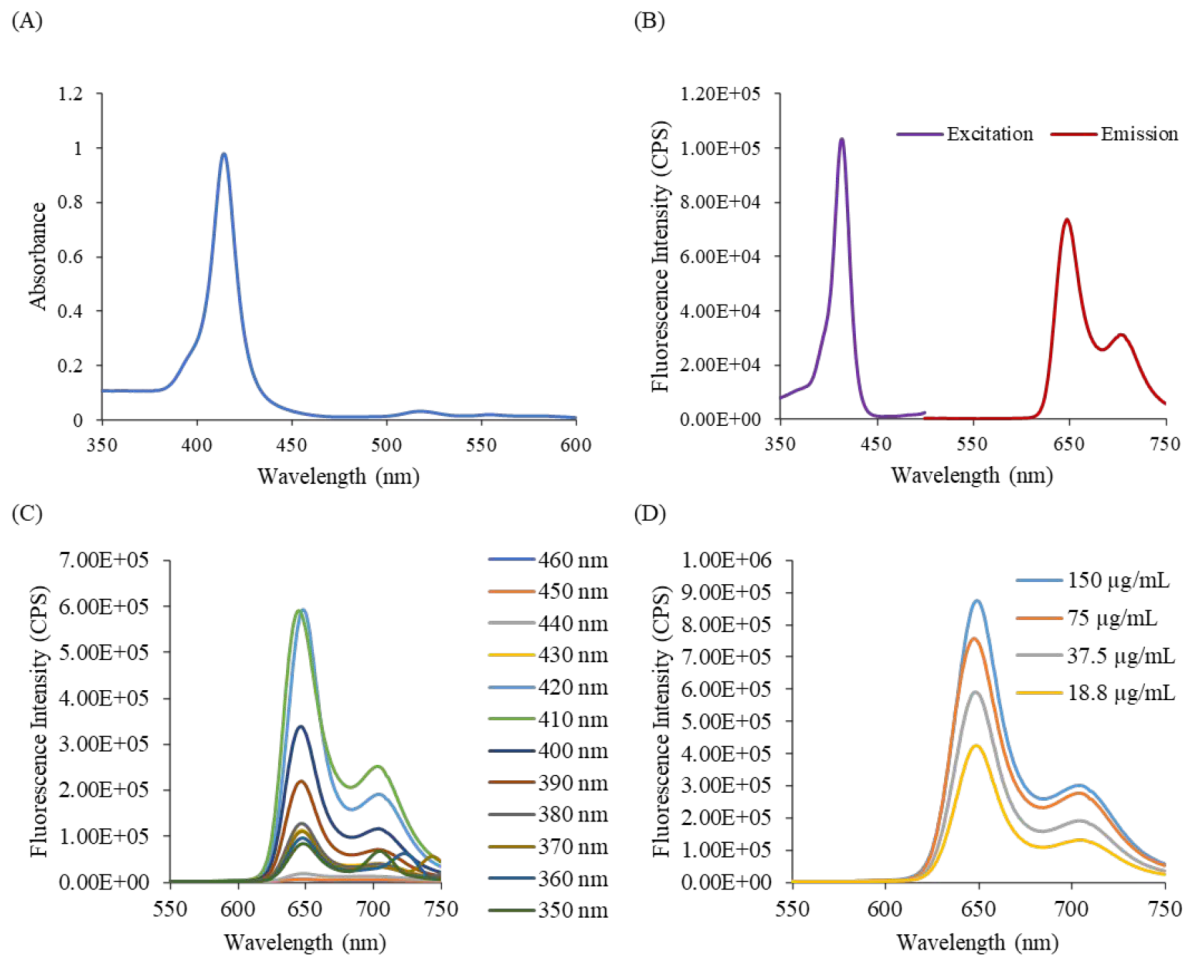 (A)
1.2
1
0.8
0.6
0.4
0.2
0
Absorbance
350 400 450 500 550 600
Wavelength (nm)
(B)
1.20E+05
1.00E+05
8.00E+04
6.00E+04
4.00E+04
2.00E+04
0.00E+00
Fluorescence Intensity (CPS)
Excitation Emission
350 450 550 650 750
Wavelength (nm)
(C)
7.00E+05
6.00E+05
5.00E+05
4.00E+05
3.00E+05
2.00E+05
1.00E+05
0.00E+00
Fluorescence Intensity (CPS)
550 600 650 700 750
Wavelength (nm)
460 nm
450 nm
440 nm
430 nm
420 nm
410 nm
400 nm
390 nm
380 nm
370 nm
360 nm
350 nm
(D)
1.00E+06
9.00E+05
8.00E+05
7.00E+05
6.00E+05
5.00E+05
4.00E+05
3.00E+05
2.00E+05
1.00E+05
0.00E+00
Fluorescence Intensity (CPS)
150 µg/mL
75 µg/mL
37.5 µg/mL
18.8 µg/mL
550 600 650 700 750
Wavelength (nm)